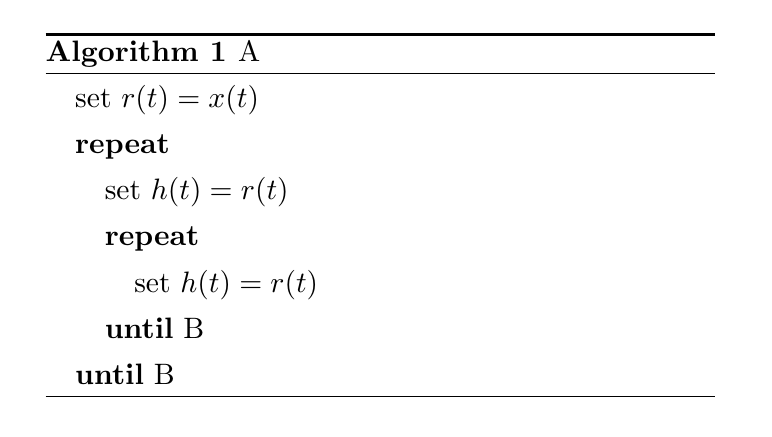 Algorithm 1 A
set r(t) = x(t)
repeat
set h(t) = r(t)
repeat
set h(t) = r(t)
until B
until B